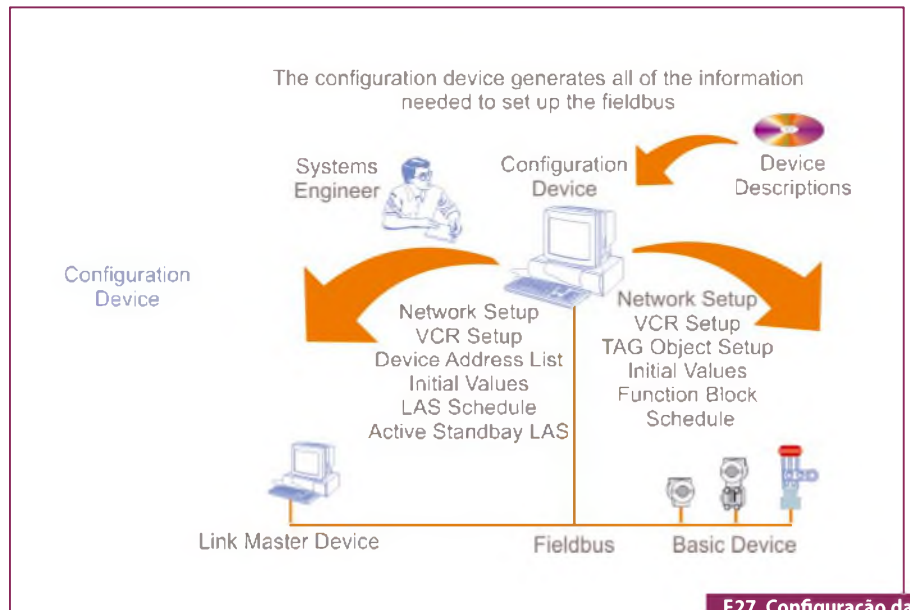 The configuration device generates all of the information
needed to set up the fieldbus
Systems
Engineer
Configuration
Device
Device
Descriptions
Configuration
Device
Network Setup
VCR Setup
Device Address List
Initial Values
LAS Schedule
Active Standbay LAS
Network Setup
VCR Setup
TAG Object Setup
Initial Values
Function Block
Schedule
Link Master Device
Fieldbus
Basic Device
F27 Configuração da